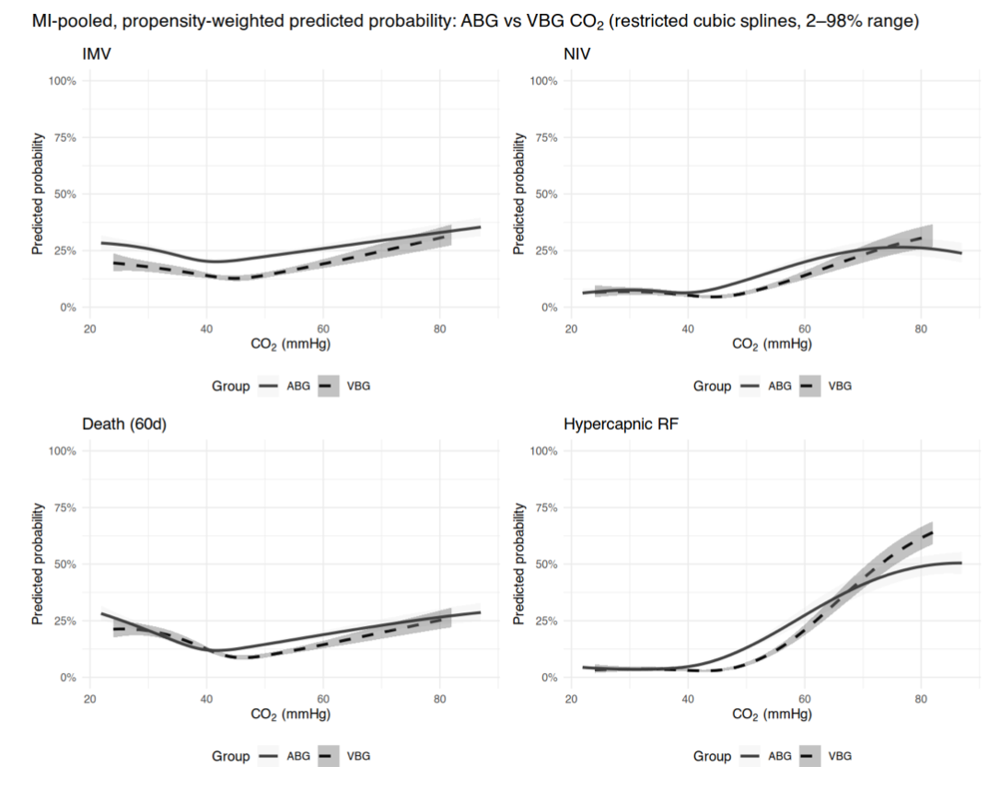 MI-pooled, propensity-weighted predicted probability: ABG vs VBG CO₂ (restricted cubic splines, 2–98% range)
IMV
Predicted probability
100%
75%
50%
25%
0%
20 40 60 80
CO₂ (mmHg)
Group ABG VBG
NIV
Predicted probability
100%
75%
50%
25%
0%
20 40 60 80
CO₂ (mmHg)
Group ABG VBG
Death (60d)
Predicted probability
100%
75%
50%
25%
0%
20 40 60 80
CO₂ (mmHg)
Group ABG VBG
Hypercapnic RF
Predicted probability
100%
75%
50%
25%
0%
20 40 60 80
CO₂ (mmHg)
Group ABG VBG